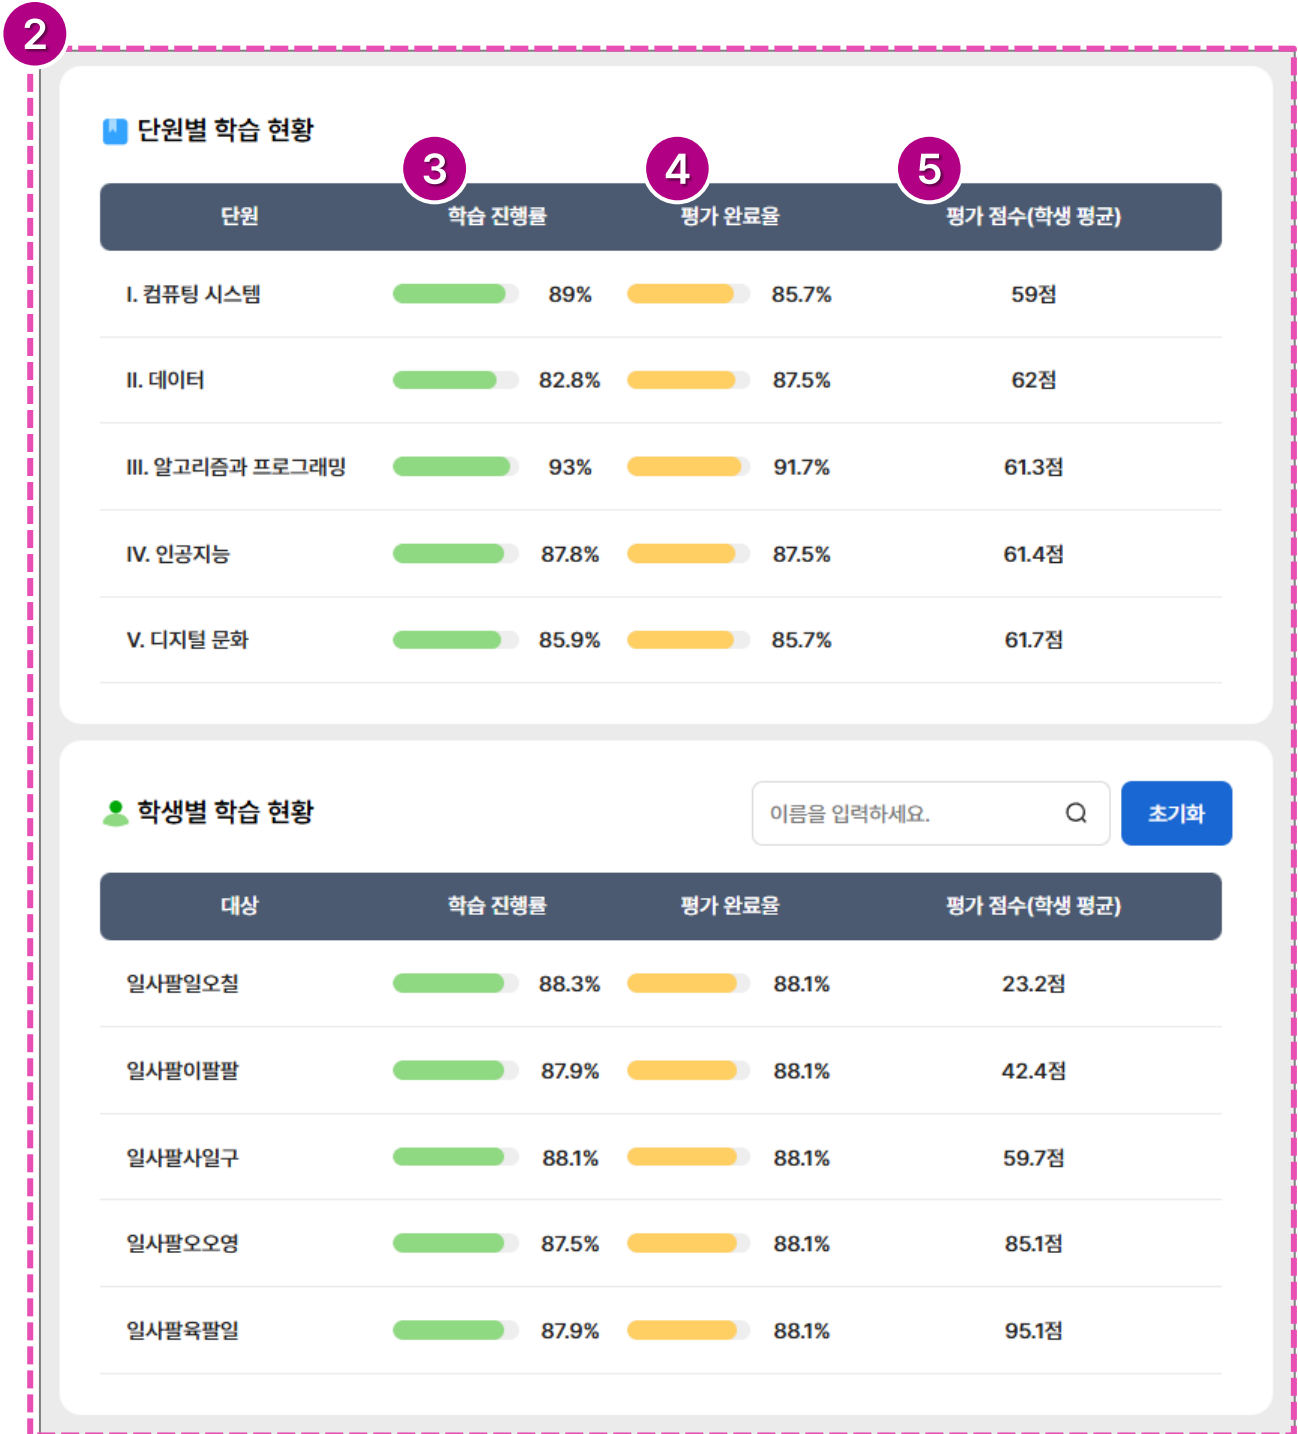 2
단원별 학습 현황
3 4 5
단원 학습 진행률 평가 완료율 평가 점수(학생 평균)
I. 컴퓨팅 시스템 89% 85.7% 59점
II. 데이터 82.8% 87.5% 62점
III. 알고리즘과 프로그래밍 93% 91.7% 61.3점
IV. 인공지능 87.8% 87.5% 61.4점
V. 디지털 문화 85.9% 85.7% 61.7점
학생별 학습 현황 이름을 입력하세요. 초기화
대상 학습 진행률 평가 완료율 평가 점수(학생 평균)
일사팔일오칠 88.3% 88.1% 23.2점
일사팔이팔팔 87.9% 88.1% 42.4점
일사팔사일구 88.1% 88.1% 59.7점
일사팔오오영 87.5% 88.1% 85.1점
일사팔육팔일 87.9% 88.1% 95.1점